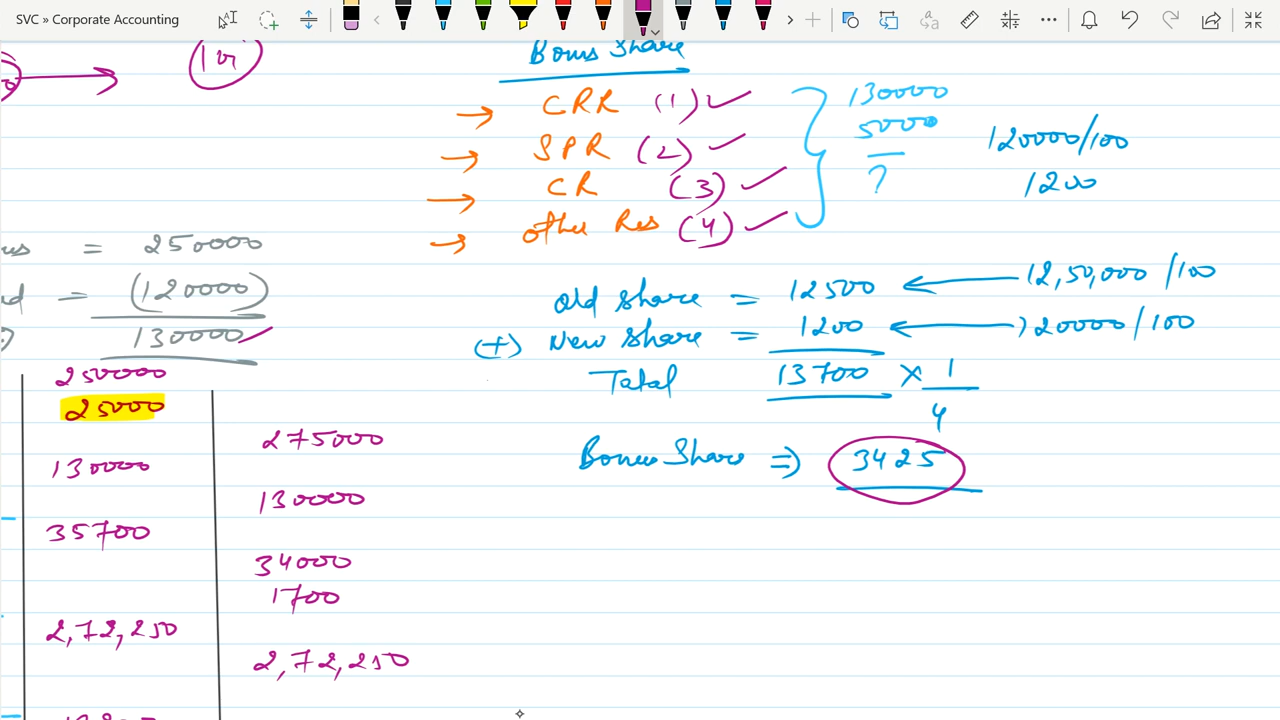 SVC » Corporate Accounting
Bonus Share
CRR (1) ✓
SPR (2) ✓
CR (3) ✓
other Res (4) ✓
130000
5000
?
120000/100
1200
= 250000
= (120000)
130000
old share = 12500 ← 12,50,000 /100
(+) New share = 1200 ← 120000/100
Total 13700 × 1/4
Bonus Share ⇒ 3425
250000
25000
275000
130000
130000
35700
34000
1700
2,72,250
2,72,250